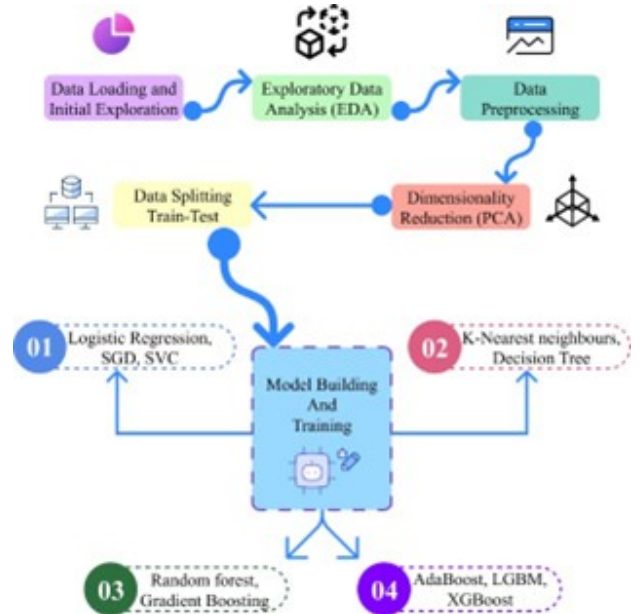 Data Loading and
Initial Exploration
Exploratory Data
Analysis (EDA)
Data
Preprocessing
Data Splitting
Train-Test
Dimensionality
Reduction (PCA)
01
Logistic Regression,
SGD, SVC
02
K-Nearest neighbours,
Decision Tree
Model Building
And
Training
03
Random forest,
Gradient Boosting
04
AdaBoost, LGBM,
XGBoost